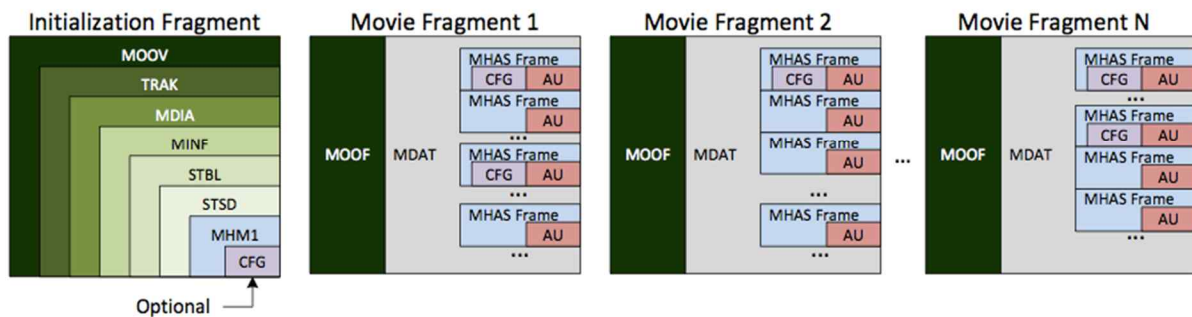 Initialization Fragment
MOOV
TRAK
MDIA
MINF
STBL
STSD
MHM1
CFG
Optional
Movie Fragment 1
MOOF
MDAT
MHAS Frame
CFG AU
MHAS Frame
AU
...
MHAS Frame
CFG AU
...
MHAS Frame
AU
...
Movie Fragment 2
MOOF
MDAT
MHAS Frame
CFG AU
MHAS Frame
AU
MHAS Frame
AU
...
MHAS Frame
AU
...
...
Movie Fragment N
MOOF
MDAT
MHAS Frame
CFG AU
...
MHAS Frame
CFG AU
MHAS Frame
AU
MHAS Frame
AU
...